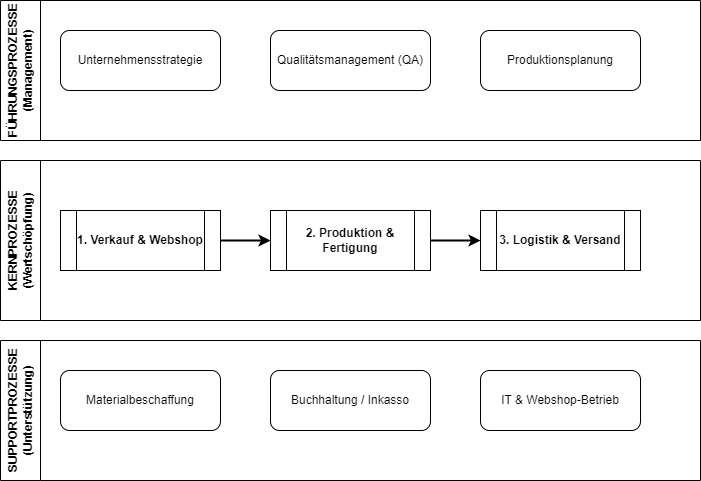 FÜHRUNGSPROZESSE
(Management)
Unternehmensstrategie
Qualitätsmanagement (QA)
Produktionsplanung
KERNPROZESSE
(Wertschöpfung)
1. Verkauf & Webshop
2. Produktion &
Fertigung
3. Logistik & Versand
SUPPORTPROZESSE
(Unterstützung)
Materialbeschaffung
Buchhaltung / Inkasso
IT & Webshop-Betrieb